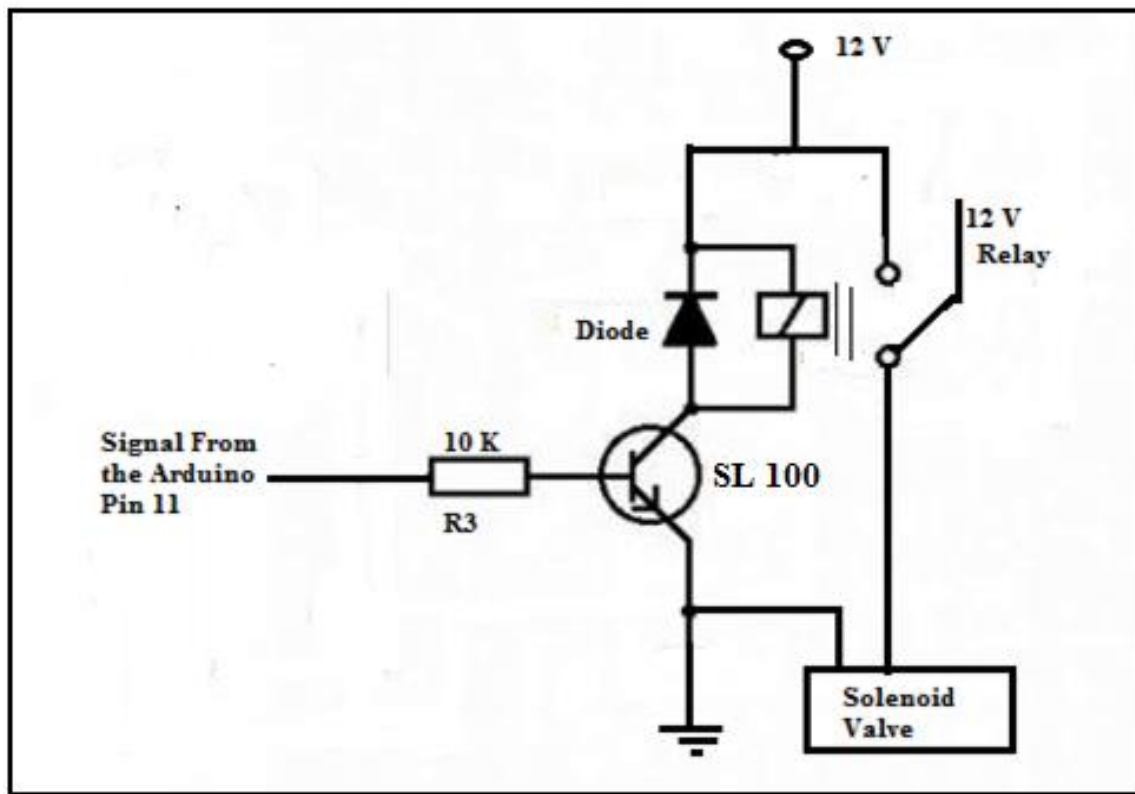 12 V
12 V
Relay
Diode
Signal From
the Arduino
Pin 11
10 K
R3
SL 100
Solenoid
Valve